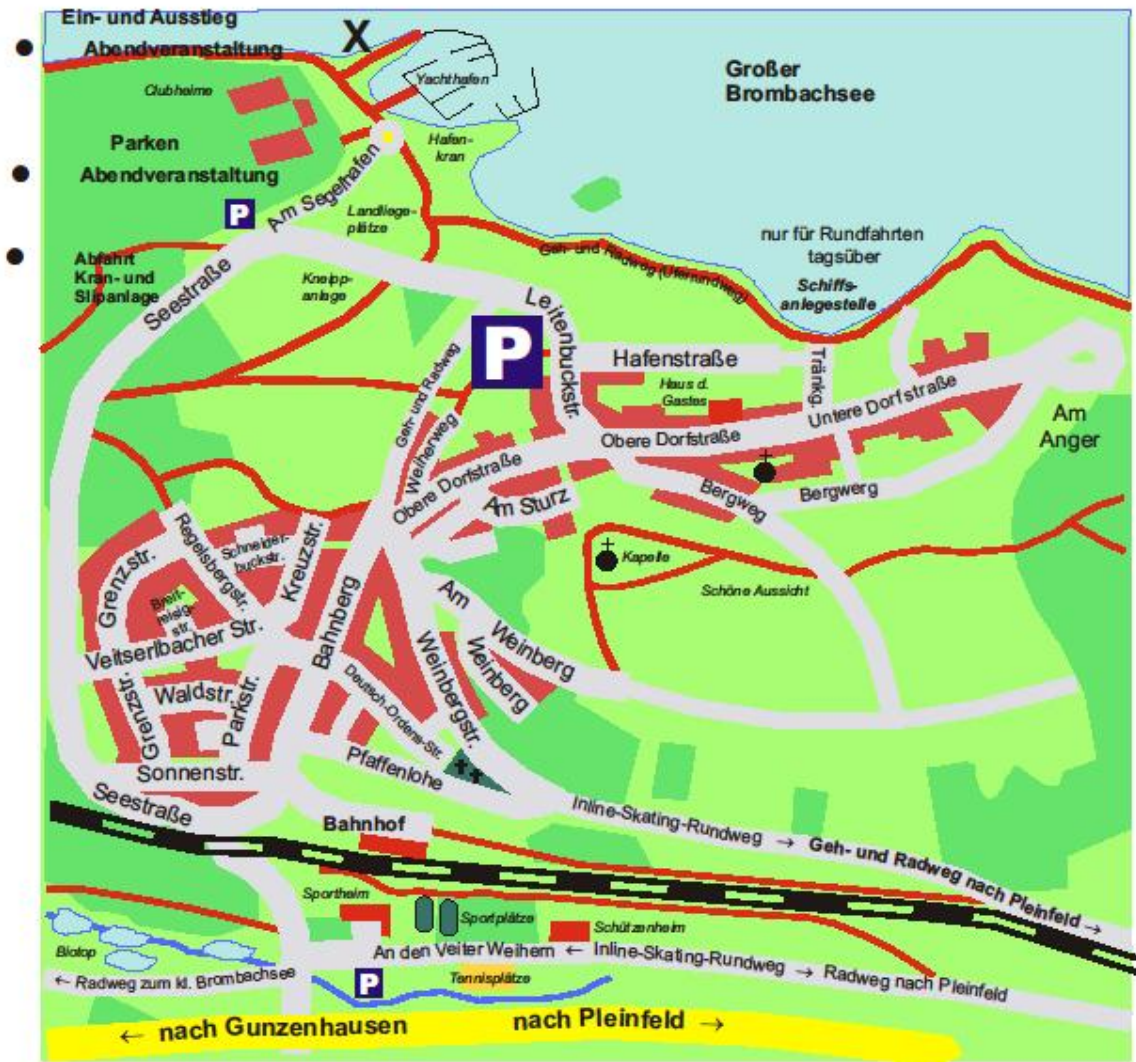 Ein- und Ausstieg
Abendveranstaltung
X
Clubheime
Yachthafen
Großer
Brombachsee
Parken
Abendveranstaltung
Hafen-
kran
Am Segelhafen
P
Landliege-
plätze
Abfahrt
Kran- und
Slipanlage
Seestraße
Kneipp-
anlage
Geh- und Radweg (Uferrundweg)
nur für Rundfahrten
tagsüber
Schiffs-
anlegestelle
Leitenbuckstr.
P
Hafenstraße
Tränkg.
Haus d.
Gastes
Geh- und Radweg
Weiherweg
Obere Dorfstraße
Obere Dorfstraße
Untere Dorfstraße
Am
Anger
Am Sturz
Bergweg
Bergwerg
Kapelle
Schöne Aussicht
Regelsbergstr.
Schneider-
buckstr.
Kreuzstr.
Grenzstr.
Breit-
reisig-
str.
Veitserlbacher Str.
Bahnberg
Am
Weinberg
Weinberg
Weinbergstr.
Deutsch-Ordens-Str.
Waldstr.
Parkstr.
Grenzstr.
Sonnenstr.
Pfaffenlohe
Seestraße
Bahnhof
Inline-Skating-Rundweg → Geh- und Radweg nach Pleinfeld →
Sportheim
Sportplätze
Schützenheim
Biotop
An den Veiter Weihern ← Inline-Skating-Rundweg → Radweg nach Pleinfeld
← Radweg zum kl. Brombachsee
P
Tennisplätze
← nach Gunzenhausen
nach Pleinfeld →